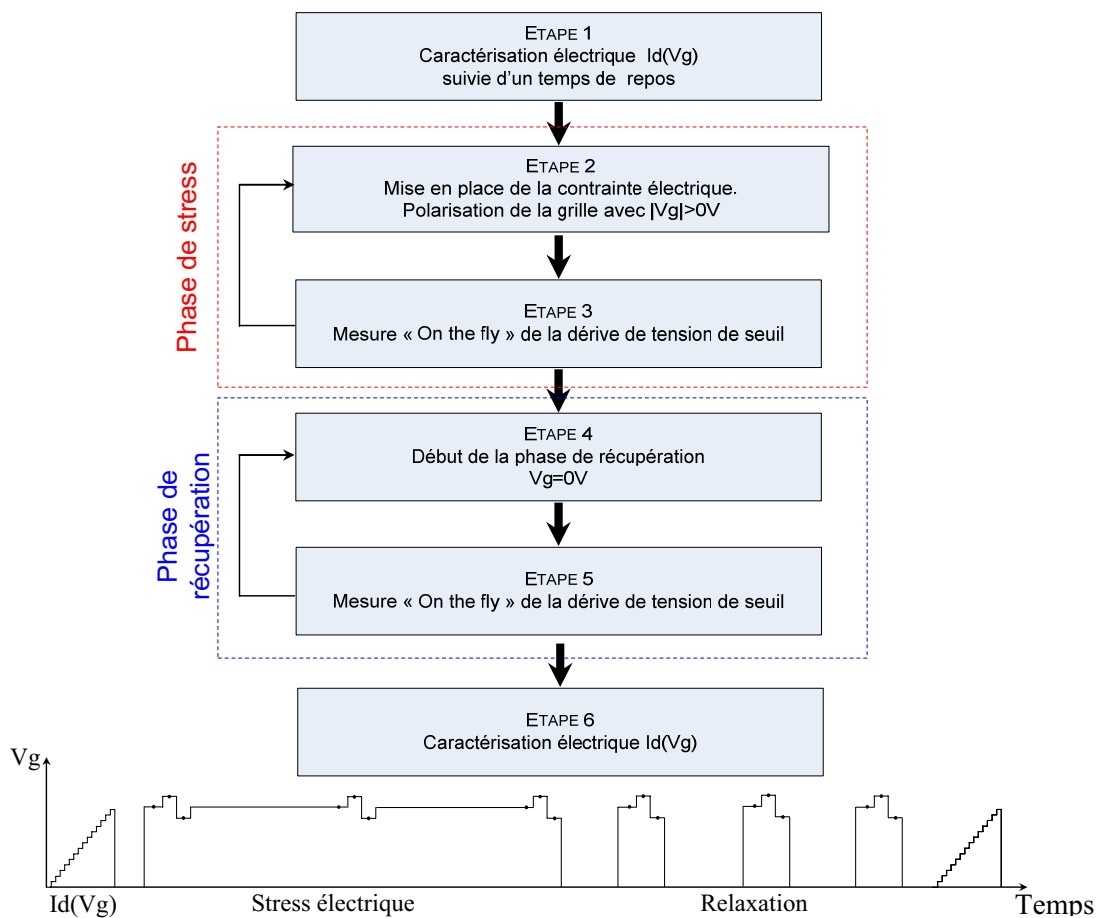 ETAPE 1
Caractérisation électrique Id(Vg)
suivie d'un temps de repos
Phase de stress
ETAPE 2
Mise en place de la contrainte électrique.
Polarisation de la grille avec |Vg|>0V
ETAPE 3
Mesure « On the fly » de la dérive de tension de seuil
Phase de
récupération
ETAPE 4
Début de la phase de récupération
Vg=0V
ETAPE 5
Mesure « On the fly » de la dérive de tension de seuil
ETAPE 6
Caractérisation électrique Id(Vg)
Vg
Id(Vg)
Stress électrique
Relaxation
Temps